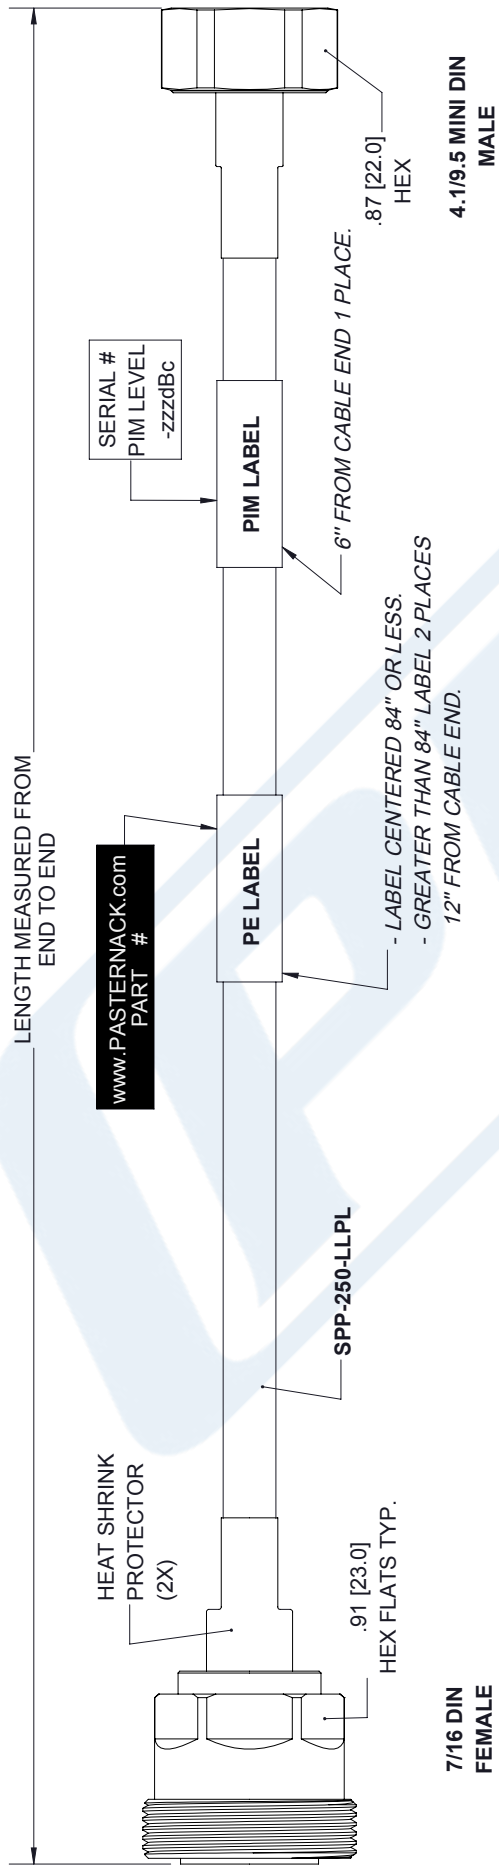 LENGTH MEASURED FROM
END TO END
HEAT SHRINK
PROTECTOR
(2X)
www.PASTERNACK.com
PART #
SERIAL #
PIM LEVEL
-zzzdBc
PE LABEL
PIM LABEL
.91 [23.0]
HEX FLATS TYP.
SPP-250-LLPL
- LABEL CENTERED 84" OR LESS.
- GREATER THAN 84" LABEL 2 PLACES
12" FROM CABLE END.
6" FROM CABLE END 1 PLACE.
.87 [22.0]
HEX
7/16 DIN
FEMALE
4.1/9.5 MINI DIN
MALE